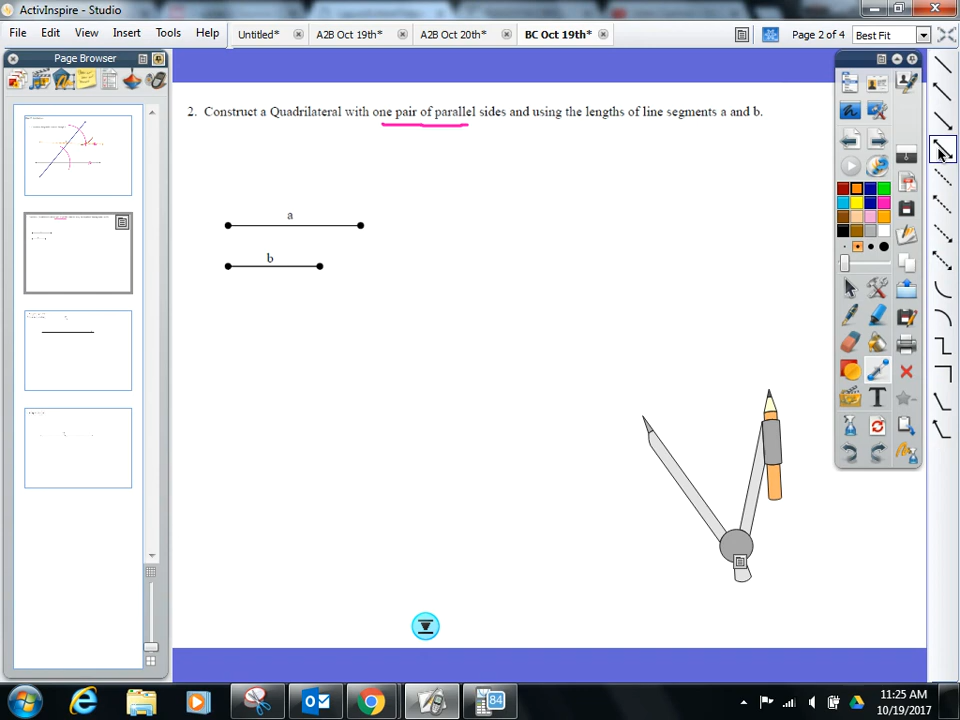 ActivInspire - Studio
File Edit View Insert Tools Help
Untitled* A2B Oct 19th* A2B Oct 20th* BC Oct 19th*
Page 2 of 4 Best Fit
Page Browser
2. Construct a Quadrilateral with one pair of parallel sides and using the lengths of line segments a and b.
a
b
84
11:25 AM
10/19/2017